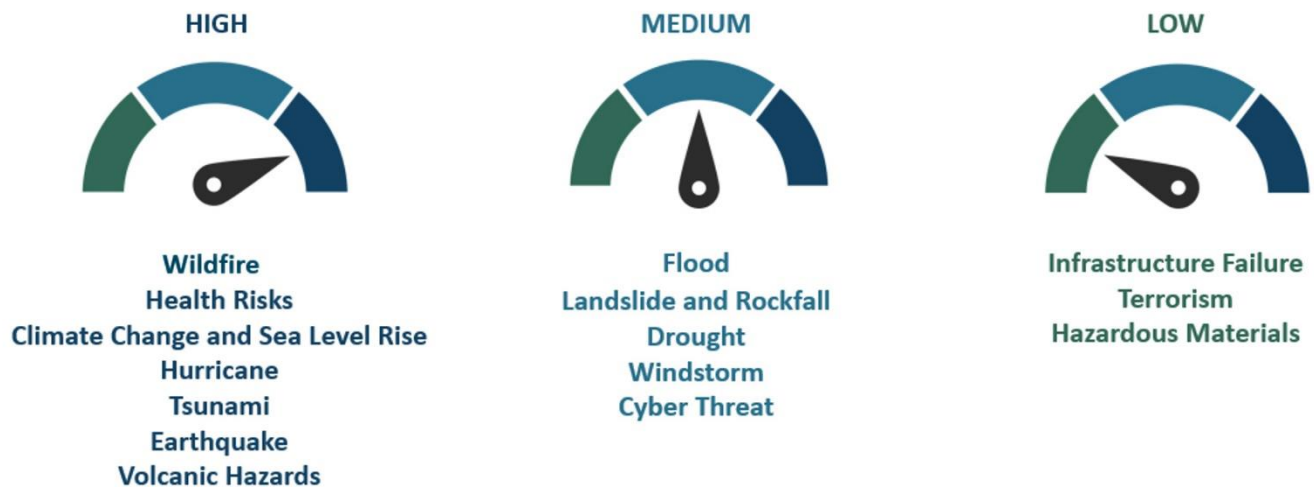 HIGH
Wildfire
Health Risks
Climate Change and Sea Level Rise
Hurricane
Tsunami
Earthquake
Volcanic Hazards
MEDIUM
Flood
Landslide and Rockfall
Drought
Windstorm
Cyber Threat
LOW
Infrastructure Failure
Terrorism
Hazardous Materials